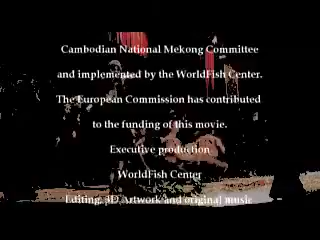 Cambodian National Mekong Committee
and implemented by the WorldFish Center.
The European Commission has contributed
to the funding of this movie.
Executive production
WorldFish Center
Editing, 3D Artwork and original music